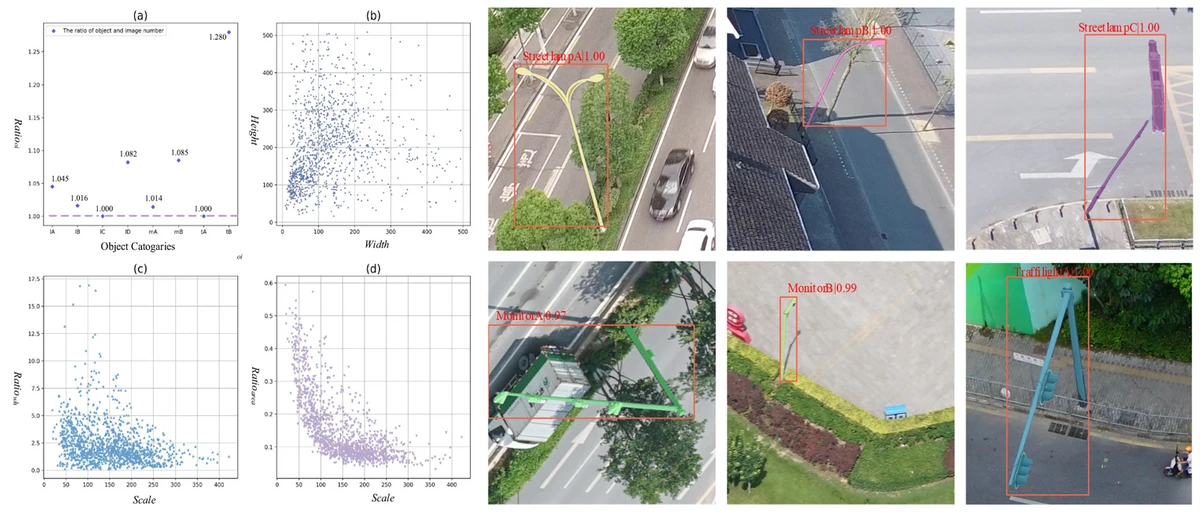 (a)
The ratio of object and image number
1.25
1.20
1.15
1.10
1.05
1.00
1.280
1.082
1.085
1.045
1.016
1.000
1.014
1.000
lA lB lC lD mA mB tA tB
Ratio
Object Catogaries
oi
(b)
500
400
300
200
100
0
0 100 200 300 400 500
Height
Width
StreetlampA|1.00
StreetlampB|1.00
StreetlampC|1.00
(c)
17.5
15.0
12.5
10.0
7.5
5.0
2.5
0.0
0 50 100 150 200 250 300 350 400
Ratio
Scale
(d)
0.6
0.5
0.4
0.3
0.2
0.1
0 50 100 150 200 250 300 350 400
Ratio
Scale
MonitorA|0.97
MonitorB|0.99
TraffilightA|1.00